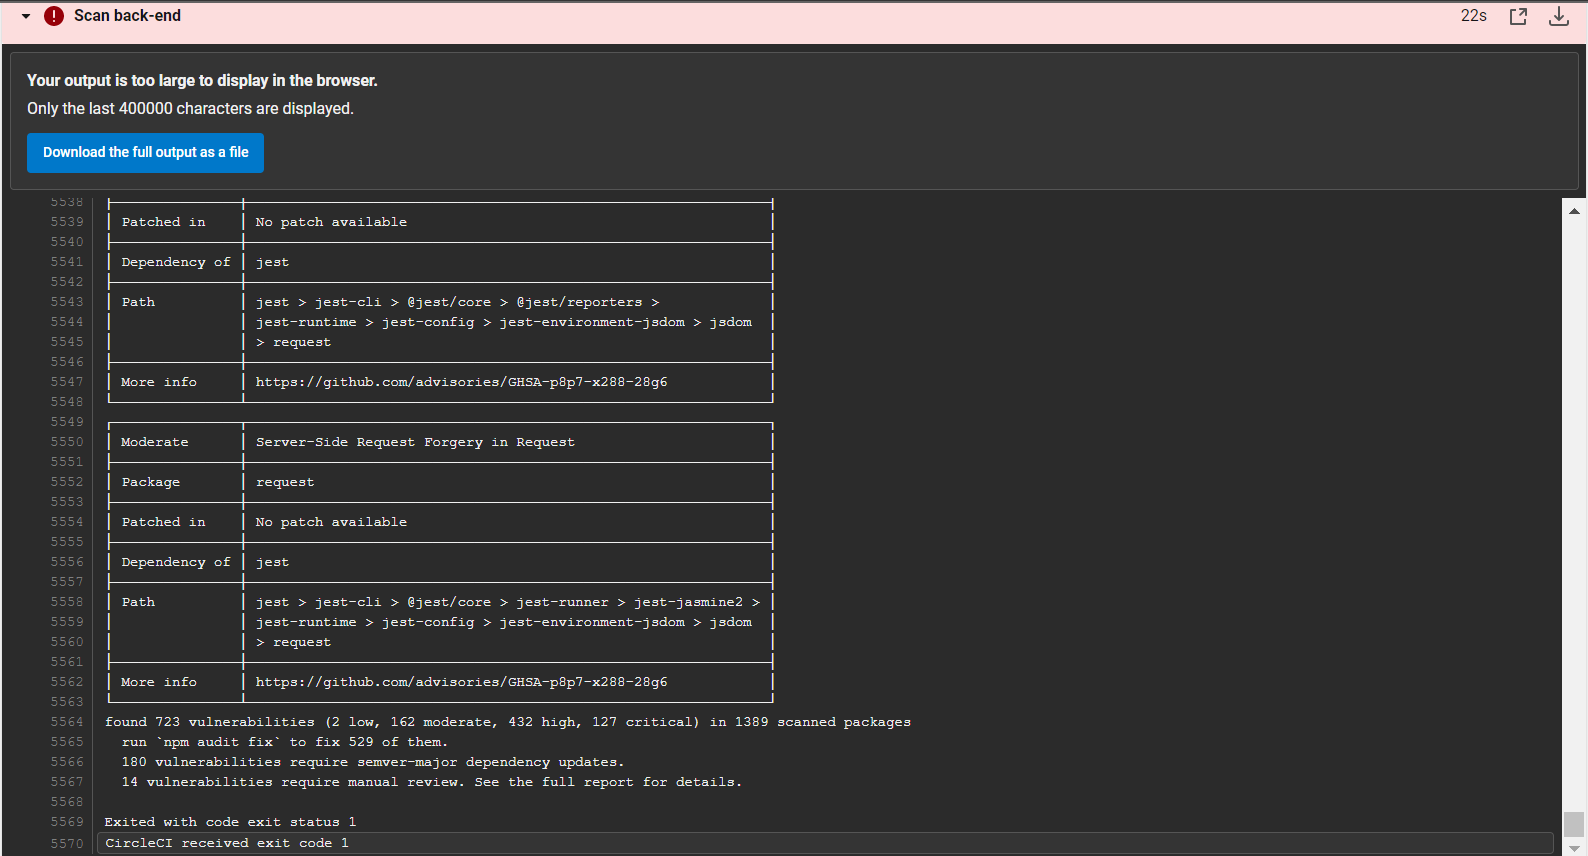 Scan back-end
22s
Your output is too large to display in the browser.
Only the last 400000 characters are displayed.
Download the full output as a file
5538
5539 Patched in No patch available
5540
5541 Dependency of jest
5542
5543 Path jest > jest-cli > @jest/core > @jest/reporters >
5544 jest-runtime > jest-config > jest-environment-jsdom > jsdom
5545 > request
5546
5547 More info https://github.com/advisories/GHSA-p8p7-x288-28g6
5548
5549
5550 Moderate Server-Side Request Forgery in Request
5551
5552 Package request
5553
5554 Patched in No patch available
5555
5556 Dependency of jest
5557
5558 Path jest > jest-cli > @jest/core > jest-runner > jest-jasmine2 >
5559 jest-runtime > jest-config > jest-environment-jsdom > jsdom
5560 > request
5561
5562 More info https://github.com/advisories/GHSA-p8p7-x288-28g6
5563
5564 found 723 vulnerabilities (2 low, 162 moderate, 432 high, 127 critical) in 1389 scanned packages
5565 run `npm audit fix` to fix 529 of them.
5566 180 vulnerabilities require semver-major dependency updates.
5567 14 vulnerabilities require manual review. See the full report for details.
5568
5569 Exited with code exit status 1
5570 CircleCI received exit code 1